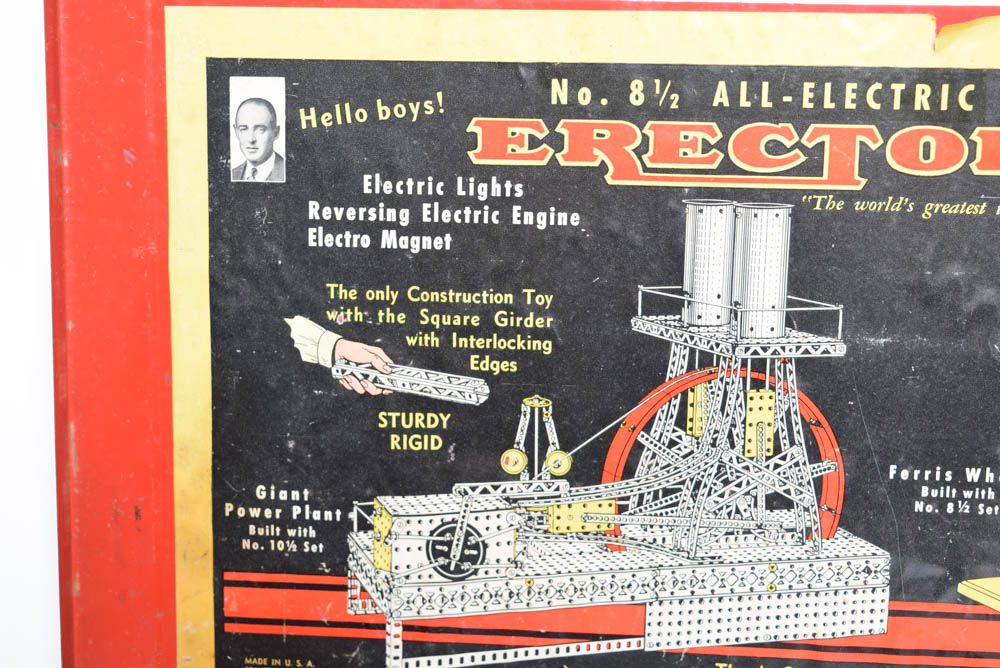 Hello boys!
No. 8½ ALL-ELECTRIC
ERECTO
"The world's greatest
Electric Lights
Reversing Electric Engine
Electro Magnet
The only Construction Toy
with the Square Girder
with Interlocking
Edges
STURDY
RIGID
Giant
Power Plant
Built with
No. 10½ Set
Ferris Wh
Built with
No. 8½ Set
MADE IN U. S. A.